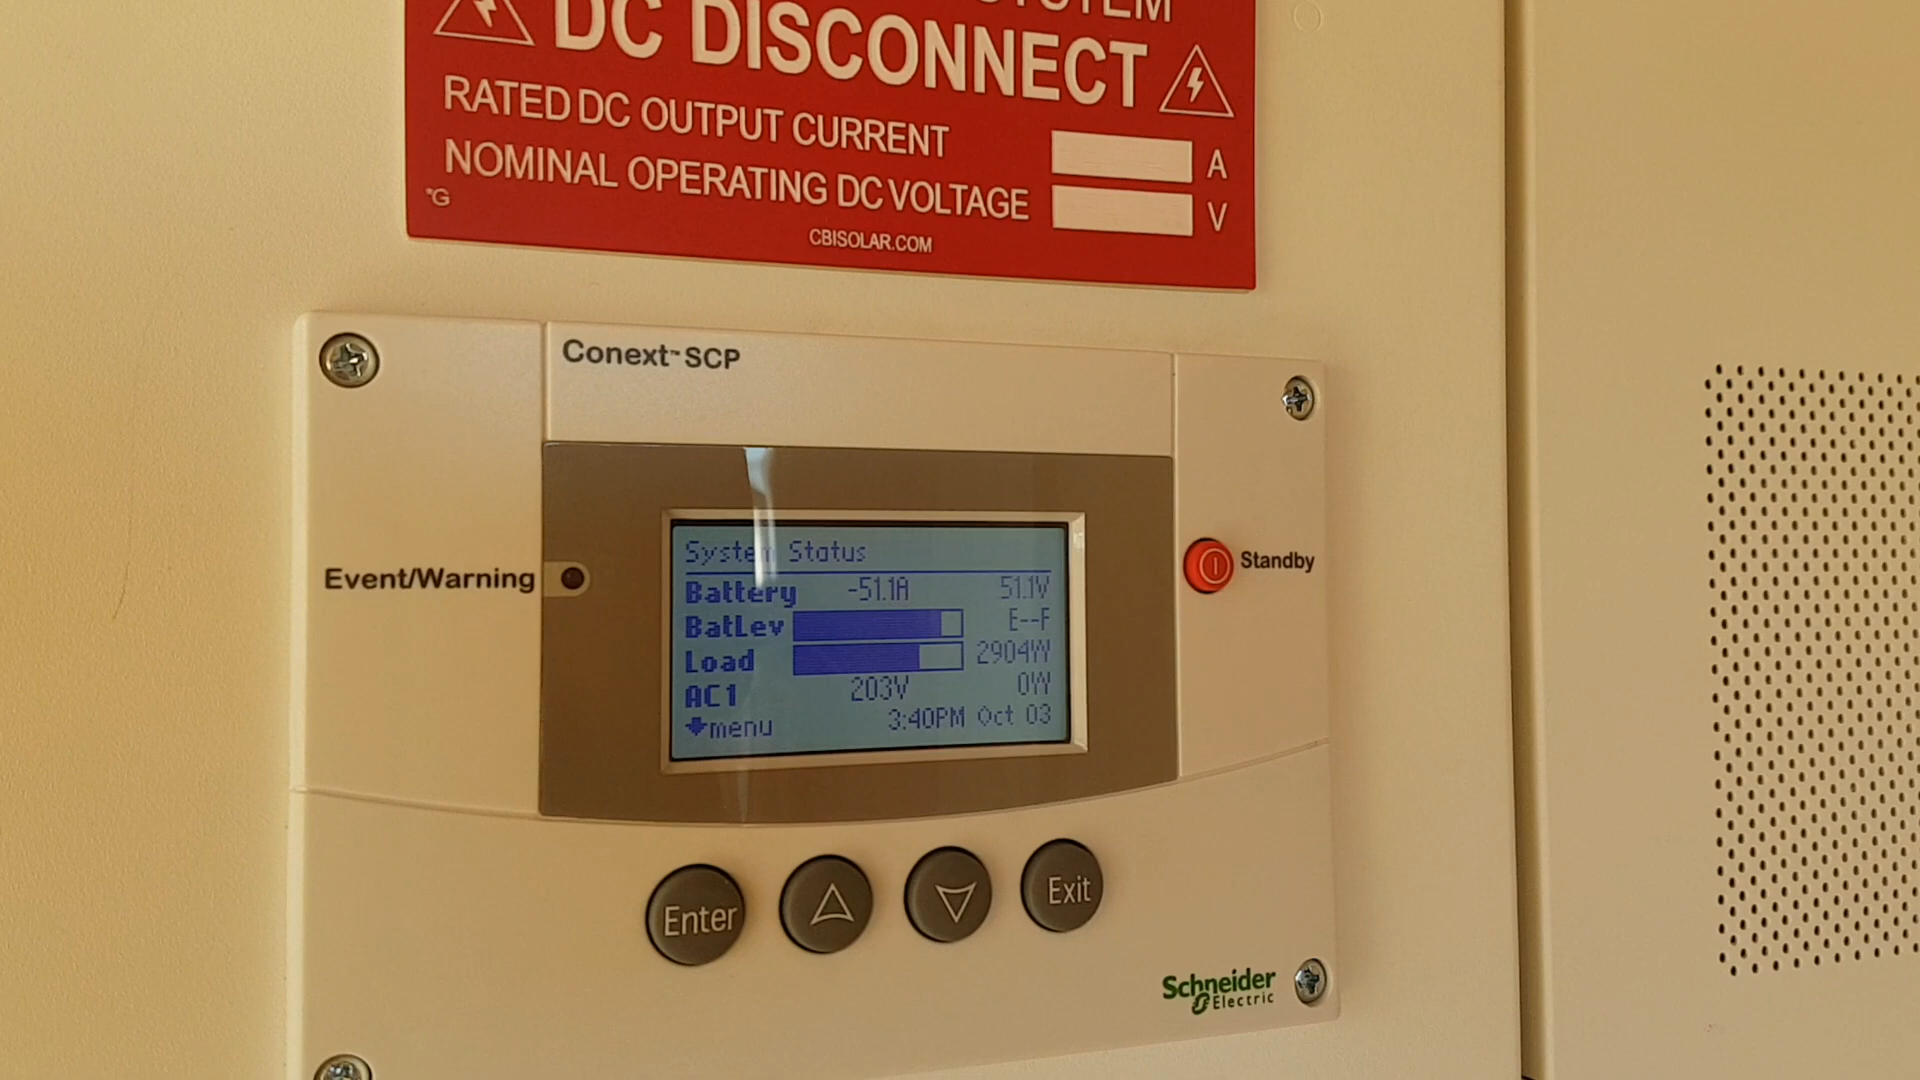 DC DISCONNECT
RATED DC OUTPUT CURRENT A
NOMINAL OPERATING DC VOLTAGE V
*G
CBISOLAR.COM
Conext™ SCP
Event/Warning
Standby
System Status
Battery -51.1A 51.1V
BatLev E--F
Load 2904W
AC1 203V 0W
menu 3:40PM Oct 03
Enter
Exit
Schneider
Electric